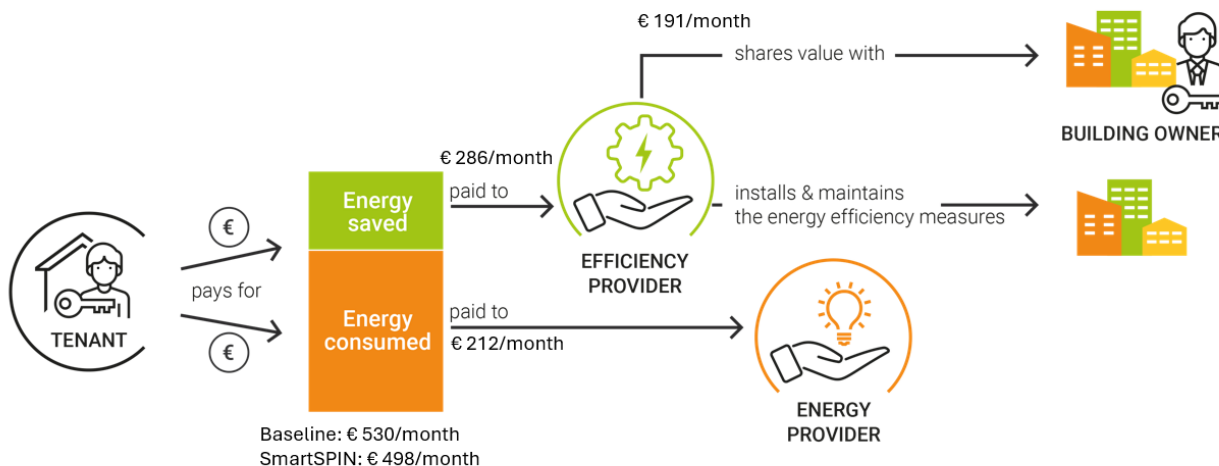 € 191/month
shares value with
BUILDING OWNER
€ 286/month
paid to
Energy
saved
installs & maintains
the energy efficiency measures
EFFICIENCY
PROVIDER
€
pays for
€
TENANT
Energy
consumed
paid to
€ 212/month
ENERGY
PROVIDER
Baseline: € 530/month
SmartSPIN: € 498/month